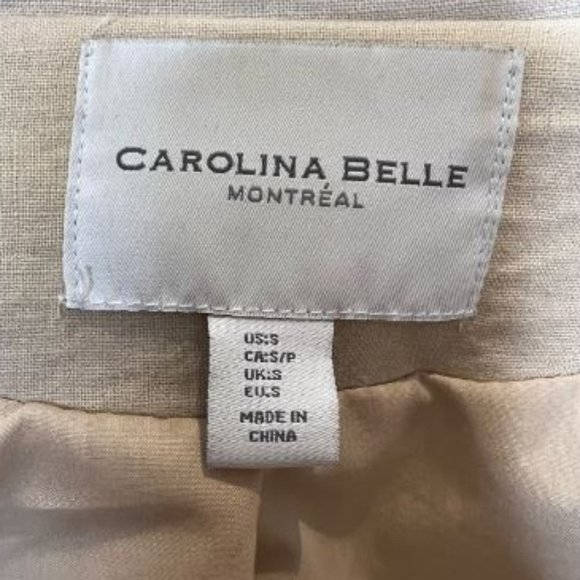 CAROLINA BELLE
MONTRÉAL
US:S
CA:S/P
UK:S
EU:S
MADE IN
CHINA